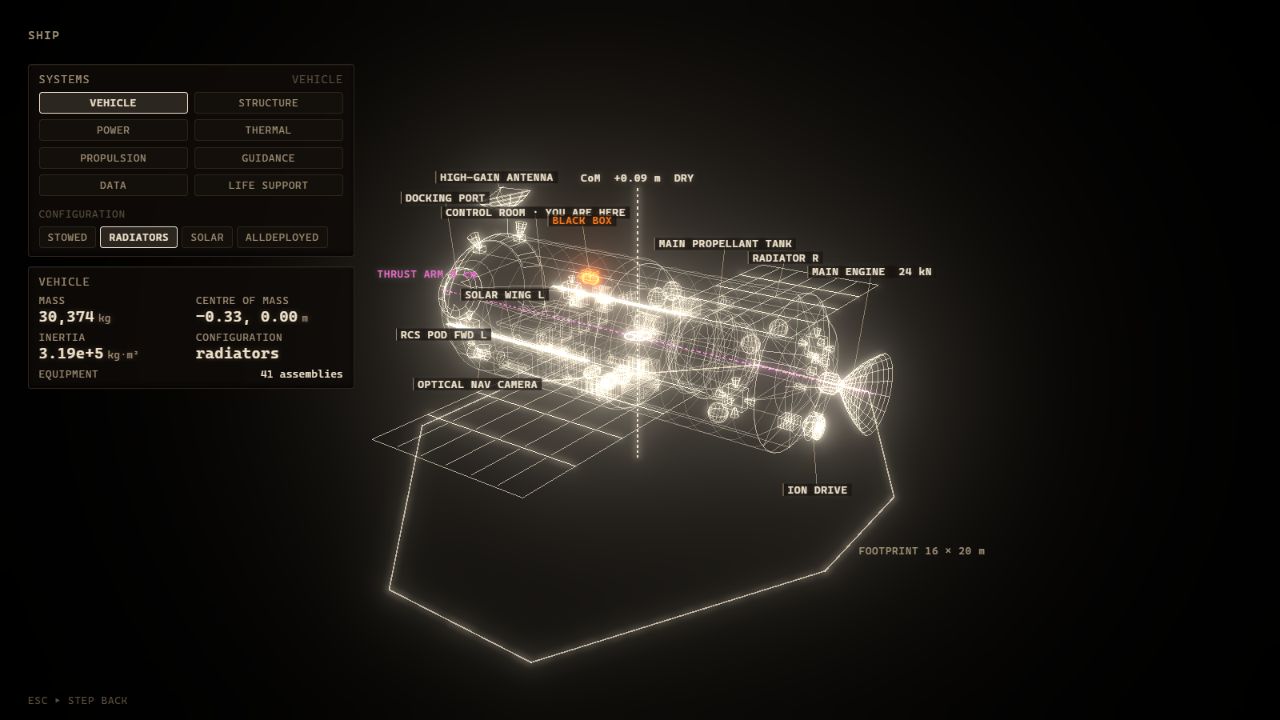 SHIP
SYSTEMS VEHICLE
VEHICLE STRUCTURE
POWER THERMAL
PROPULSION GUIDANCE
DATA LIFE SUPPORT
CONFIGURATION
STOWED RADIATORS SOLAR ALLDEPLOYED
VEHICLE
MASS CENTRE OF MASS
30,374 kg −0.33, 0.00 m
INERTIA CONFIGURATION
3.19e+5 kg·m² radiators
EQUIPMENT 41 assemblies
HIGH−GAIN ANTENNA
CoM +0.09 m DRY
DOCKING PORT
CONTROL ROOM · YOU ARE HERE
BLACK BOX
MAIN PROPELLANT TANK
RADIATOR R
MAIN ENGINE 24 kN
THRUST ARM
SOLAR WING L
RCS POD FWD L
OPTICAL NAV CAMERA
ION DRIVE
FOOTPRINT 16 × 20 m
ESC ▸ STEP BACK